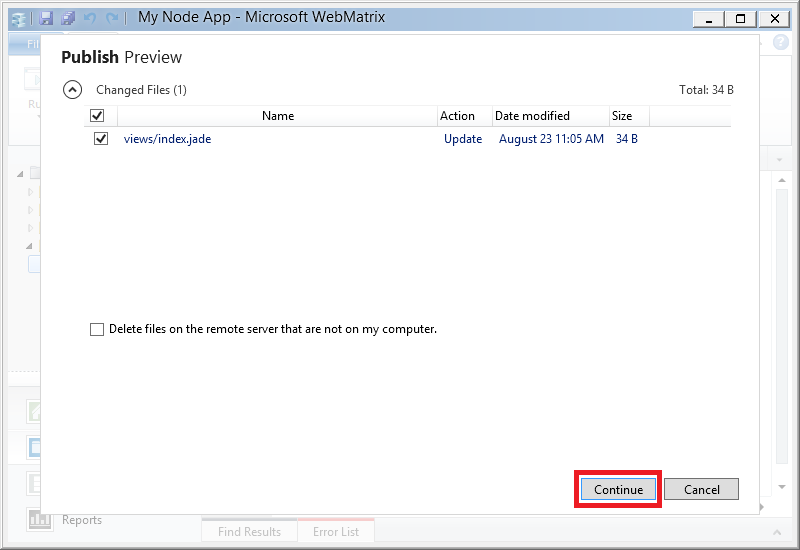 My Node App - Microsoft WebMatrix
Publish Preview
Changed Files (1) Total: 34 B
Name Action Date modified Size
views/index.jade Update August 23 11:05 AM 34 B
Delete files on the remote server that are not on my computer.
Continue Cancel
Reports
Find Results Error List